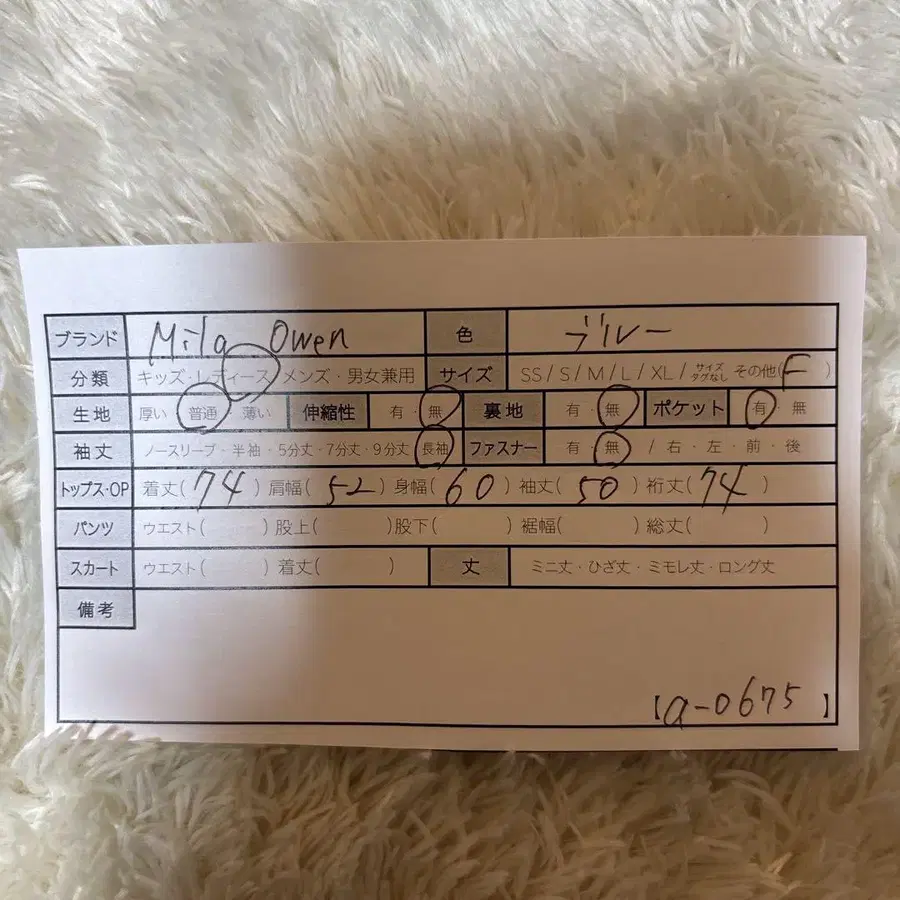 ブランド Mila Owen 色 ブルー
分類 キッズ・レディース メンズ・男女兼用 サイズ SS / S / M / L / XL / サイズタグなし その他(F)
生地 厚い 普通 薄い 伸縮性 有・無 裏地 有・無 ポケット 有・無
袖丈 ノースリーブ・半袖・5分丈・7分丈・9分丈 長袖 ファスナー 有・無 / 右・左・前・後
トップス・OP 着丈(74)肩幅(52)身幅(60)袖丈(50)裄丈(74)
パンツ ウエスト( )股上( )股下( )裾幅( )総丈( )
スカート ウエスト( )着丈( ) 丈 ミニ丈・ひざ丈・ミモレ丈・ロング丈
備考
【a-0675】